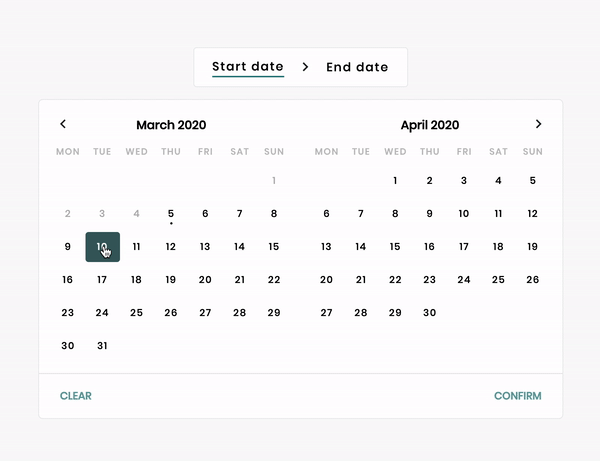 Start date > End date
< March 2020 April 2020 >
MON TUE WED THU FRI SAT SUN MON TUE WED THU FRI SAT SUN
1 1 2 3 4 5
2 3 4 5 6 7 8 6 7 8 9 10 11 12
9 10 11 12 13 14 15 13 14 15 16 17 18 19
16 17 18 19 20 21 22 20 21 22 23 24 25 26
23 24 25 26 27 28 29 27 28 29 30
30 31
CLEAR CONFIRM